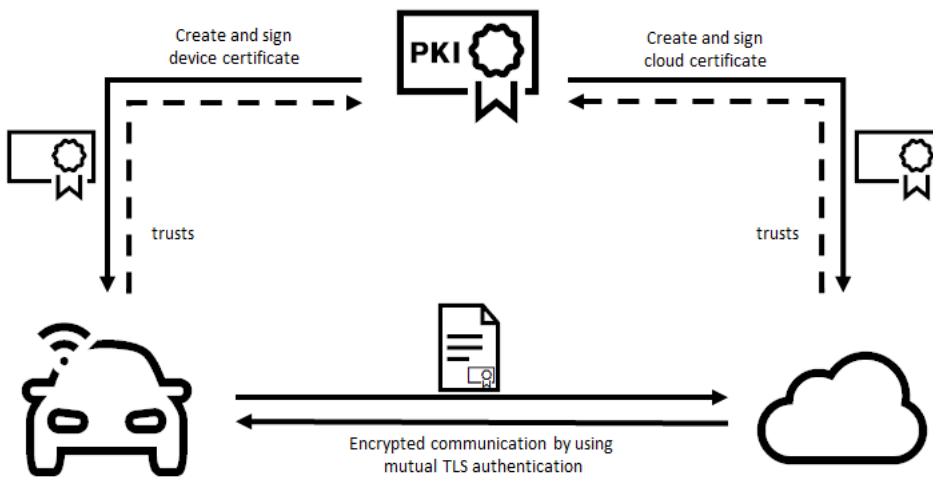 Create and sign
device certificate
PKI
Create and sign
cloud certificate
trusts
trusts
Encrypted communication by using
mutual TLS authentication